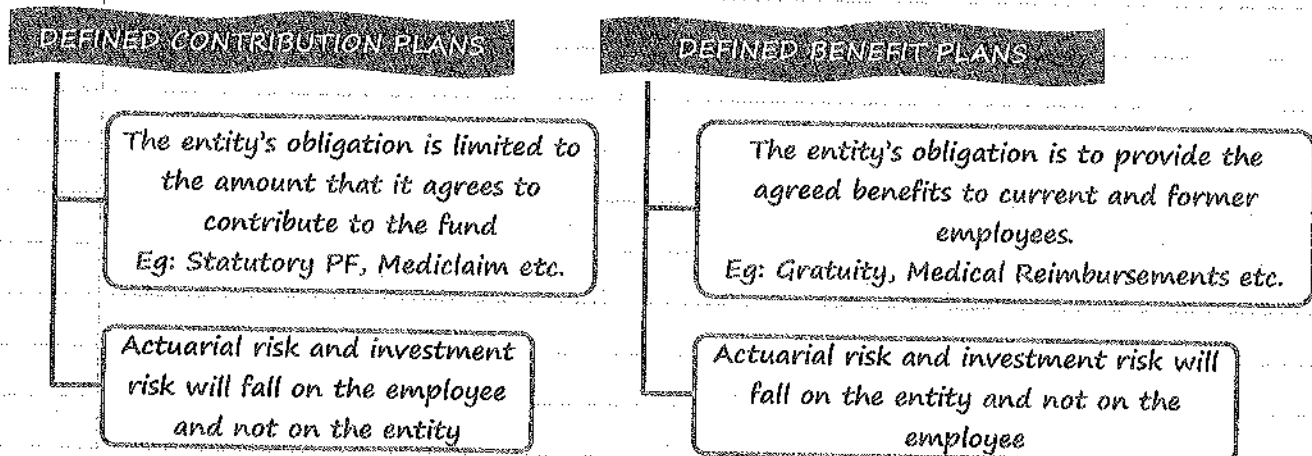 DEFINED CONTRIBUTION PLANS
The entity's obligation is limited to
the amount that it agrees to
contribute to the fund
Eg: Statutory PF, Mediclaim etc.
Actuarial risk and investment
risk will fall on the employee
and not on the entity
DEFINED BENEFIT PLANS
The entity's obligation is to provide the
agreed benefits to current and former
employees.
Eg: Gratuity, Medical Reimbursements etc.
Actuarial risk and investment risk will
fall on the entity and not on the
employee